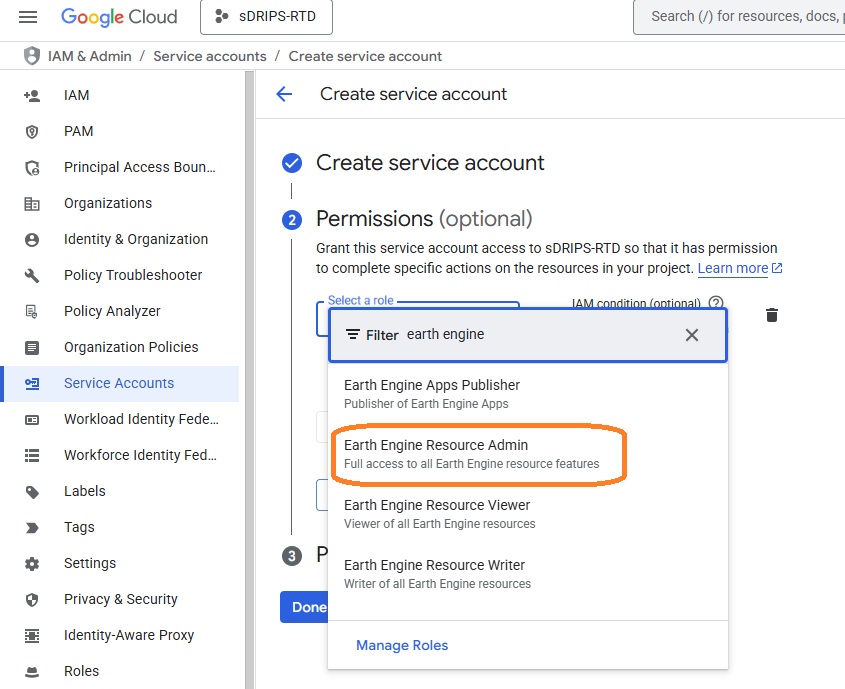 Google Cloud
sDRIPS-RTD
Search (/) for resources, docs,
IAM & Admin / Service accounts / Create service account
IAM
PAM
Principal Access Boun...
Organizations
Identity & Organization
Policy Troubleshooter
Policy Analyzer
Organization Policies
Service Accounts
Workload Identity Fede...
Workforce Identity Fed...
Labels
Tags
Settings
Privacy & Security
Identity-Aware Proxy
Roles
Create service account
Create service account
2
Permissions (optional)
Grant this service account access to sDRIPS-RTD so that it has permission
to complete specific actions on the resources in your project. Learn more
Select a role
IAM condition (optional)
Filter earth engine
Earth Engine Apps Publisher
Publisher of Earth Engine Apps
Earth Engine Resource Admin
Full access to all Earth Engine resource features
Earth Engine Resource Viewer
Viewer of all Earth Engine resources
Earth Engine Resource Writer
Writer of all Earth Engine resources
Manage Roles
3
P
Done